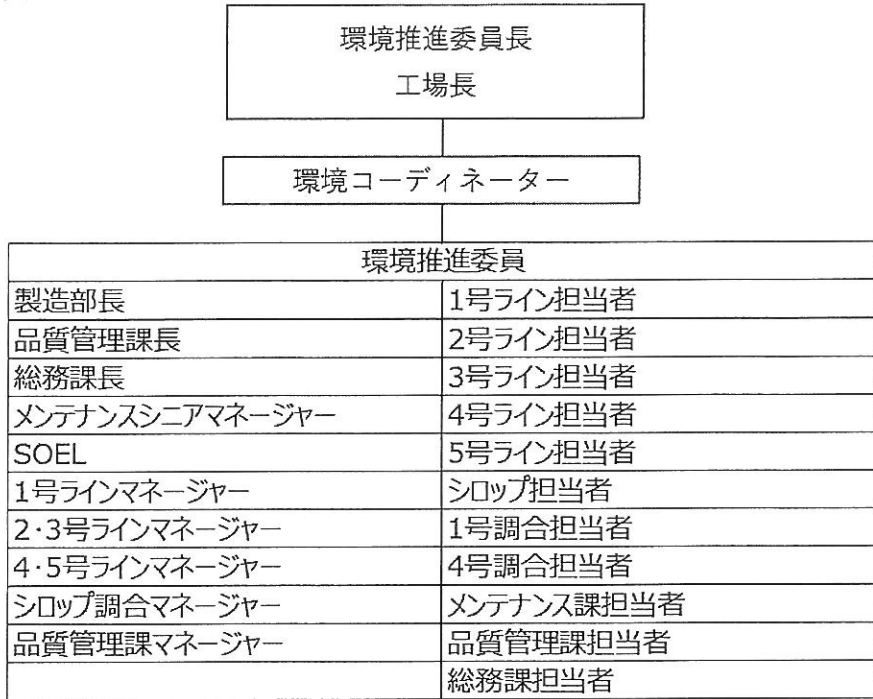 環境推進委員長
工場長
環境コーディネーター
環境推進委員
製造部長 1号ライン担当者
品質管理課長 2号ライン担当者
総務課長 3号ライン担当者
メンテナンスシニアマネージャー 4号ライン担当者
SOEL 5号ライン担当者
1号ラインマネージャー シロップ担当者
2・3号ラインマネージャー 1号調合担当者
4・5号ラインマネージャー 4号調合担当者
シロップ調合マネージャー メンテナンス課担当者
品質管理課マネージャー 品質管理課担当者
総務課担当者